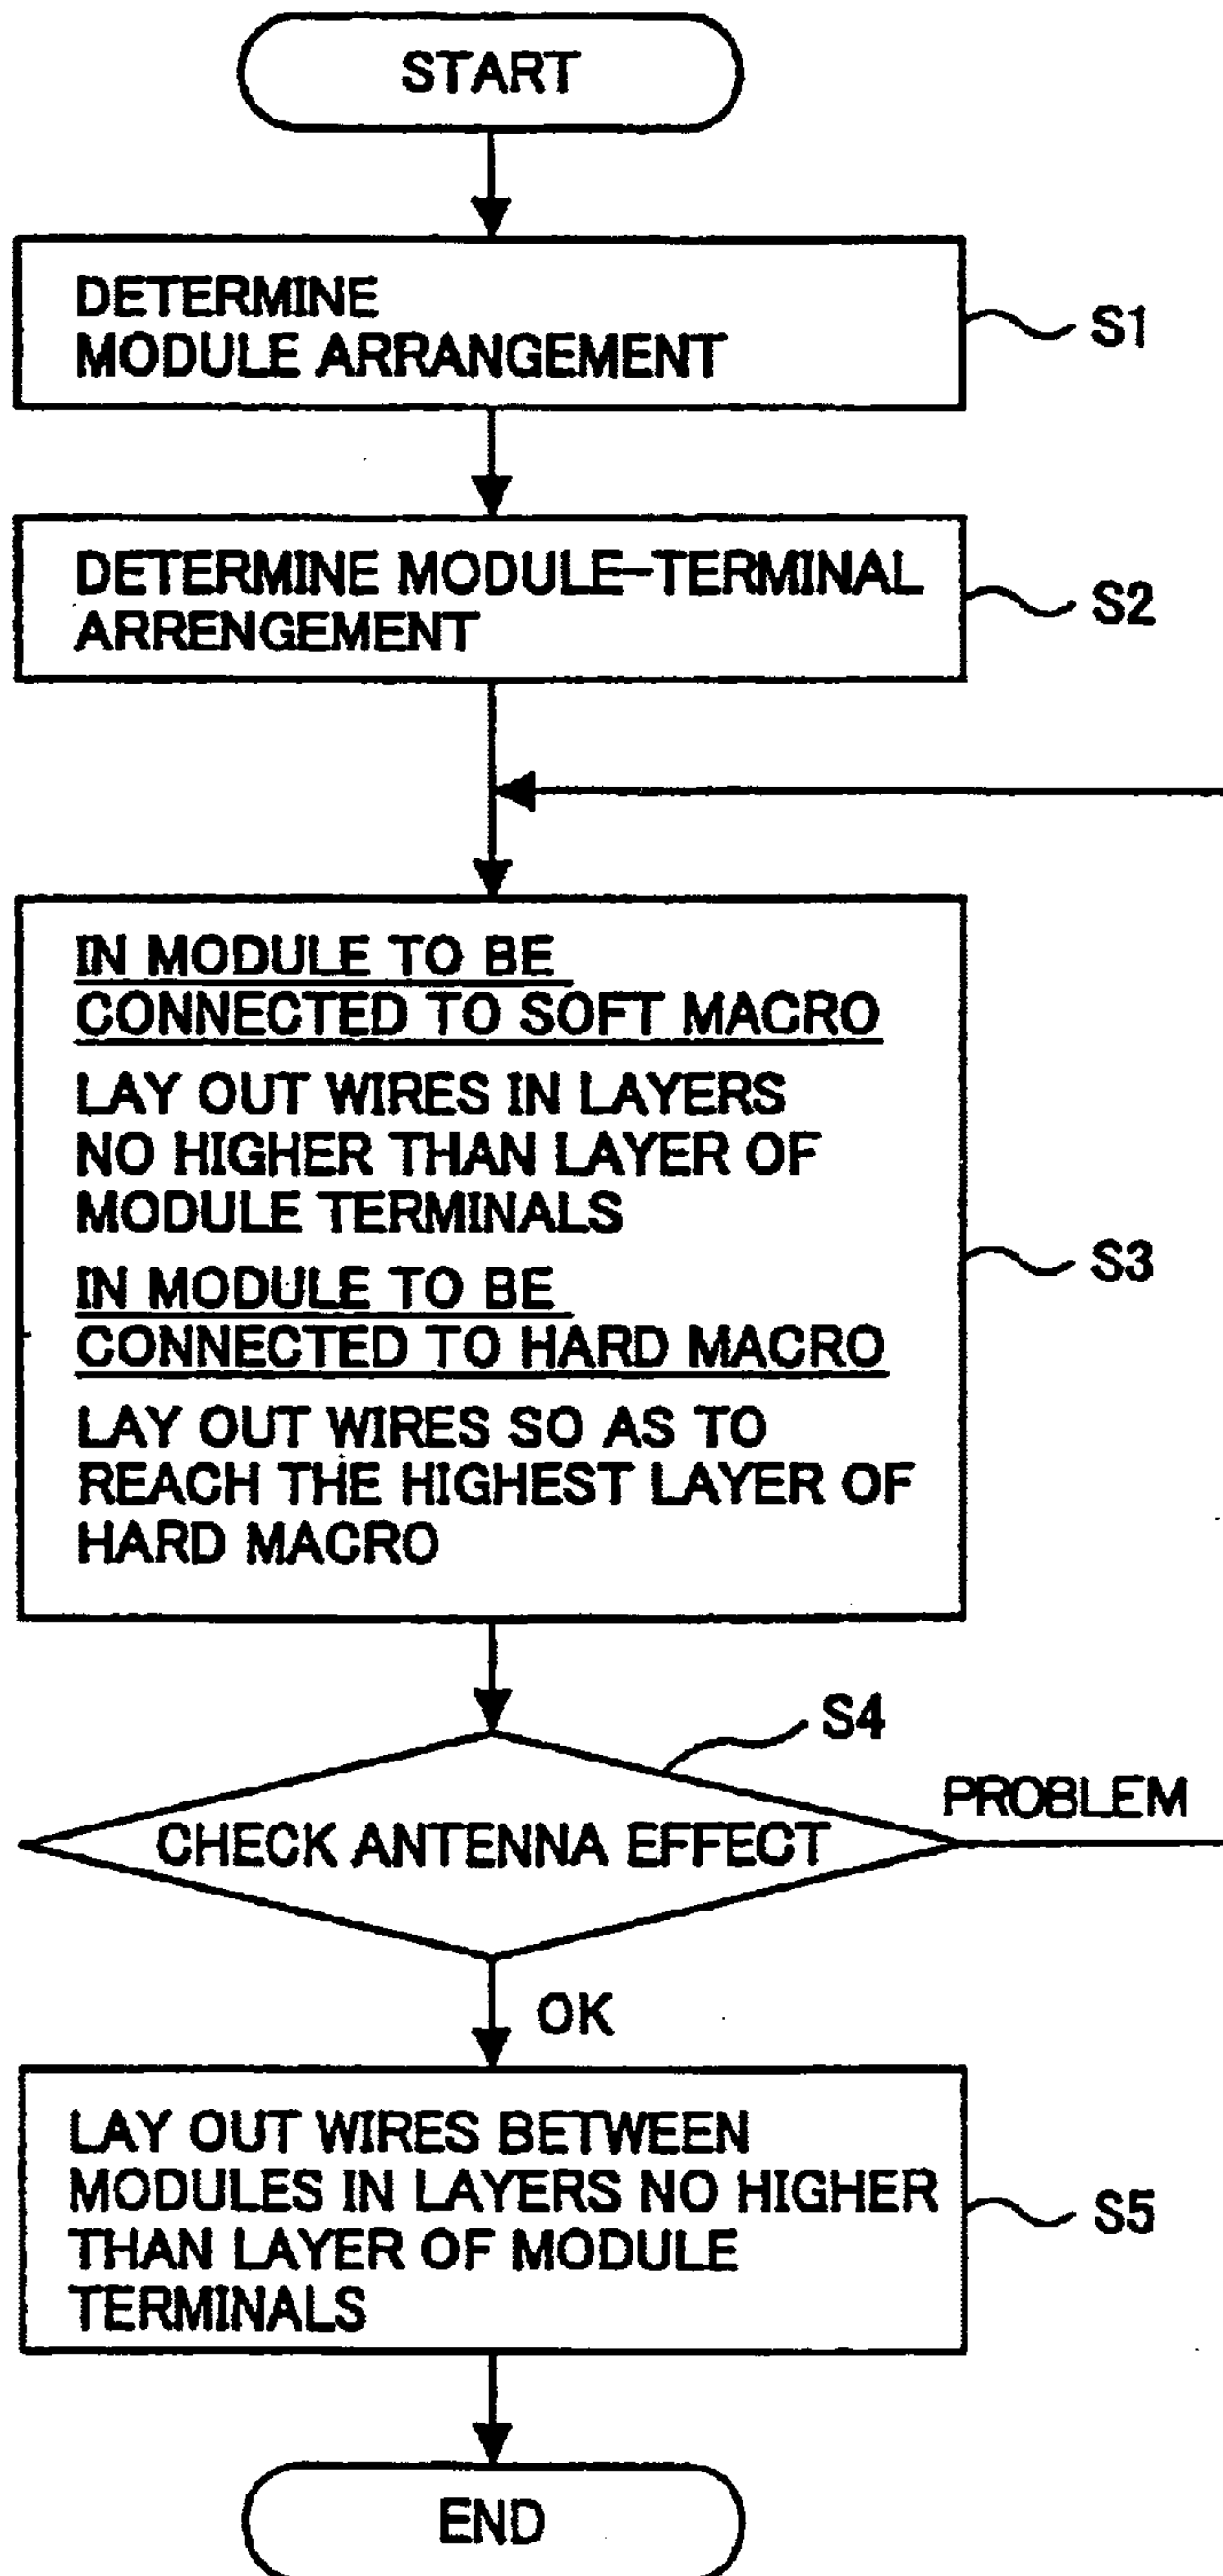 START
DETERMINE
MODULE ARRANGEMENT
S1
DETERMINE MODULE-TERMINAL
ARRENGEMENT
S2
IN MODULE TO BE
CONNECTED TO SOFT MACRO
LAY OUT WIRES IN LAYERS
NO HIGHER THAN LAYER OF
MODULE TERMINALS
IN MODULE TO BE
CONNECTED TO HARD MACRO
LAY OUT WIRES SO AS TO
REACH THE HIGHEST LAYER OF
HARD MACRO
S3
S4
PROBLEM
CHECK ANTENNA EFFECT
OK
LAY OUT WIRES BETWEEN
MODULES IN LAYERS NO HIGHER
THAN LAYER OF MODULE
TERMINALS
S5
END